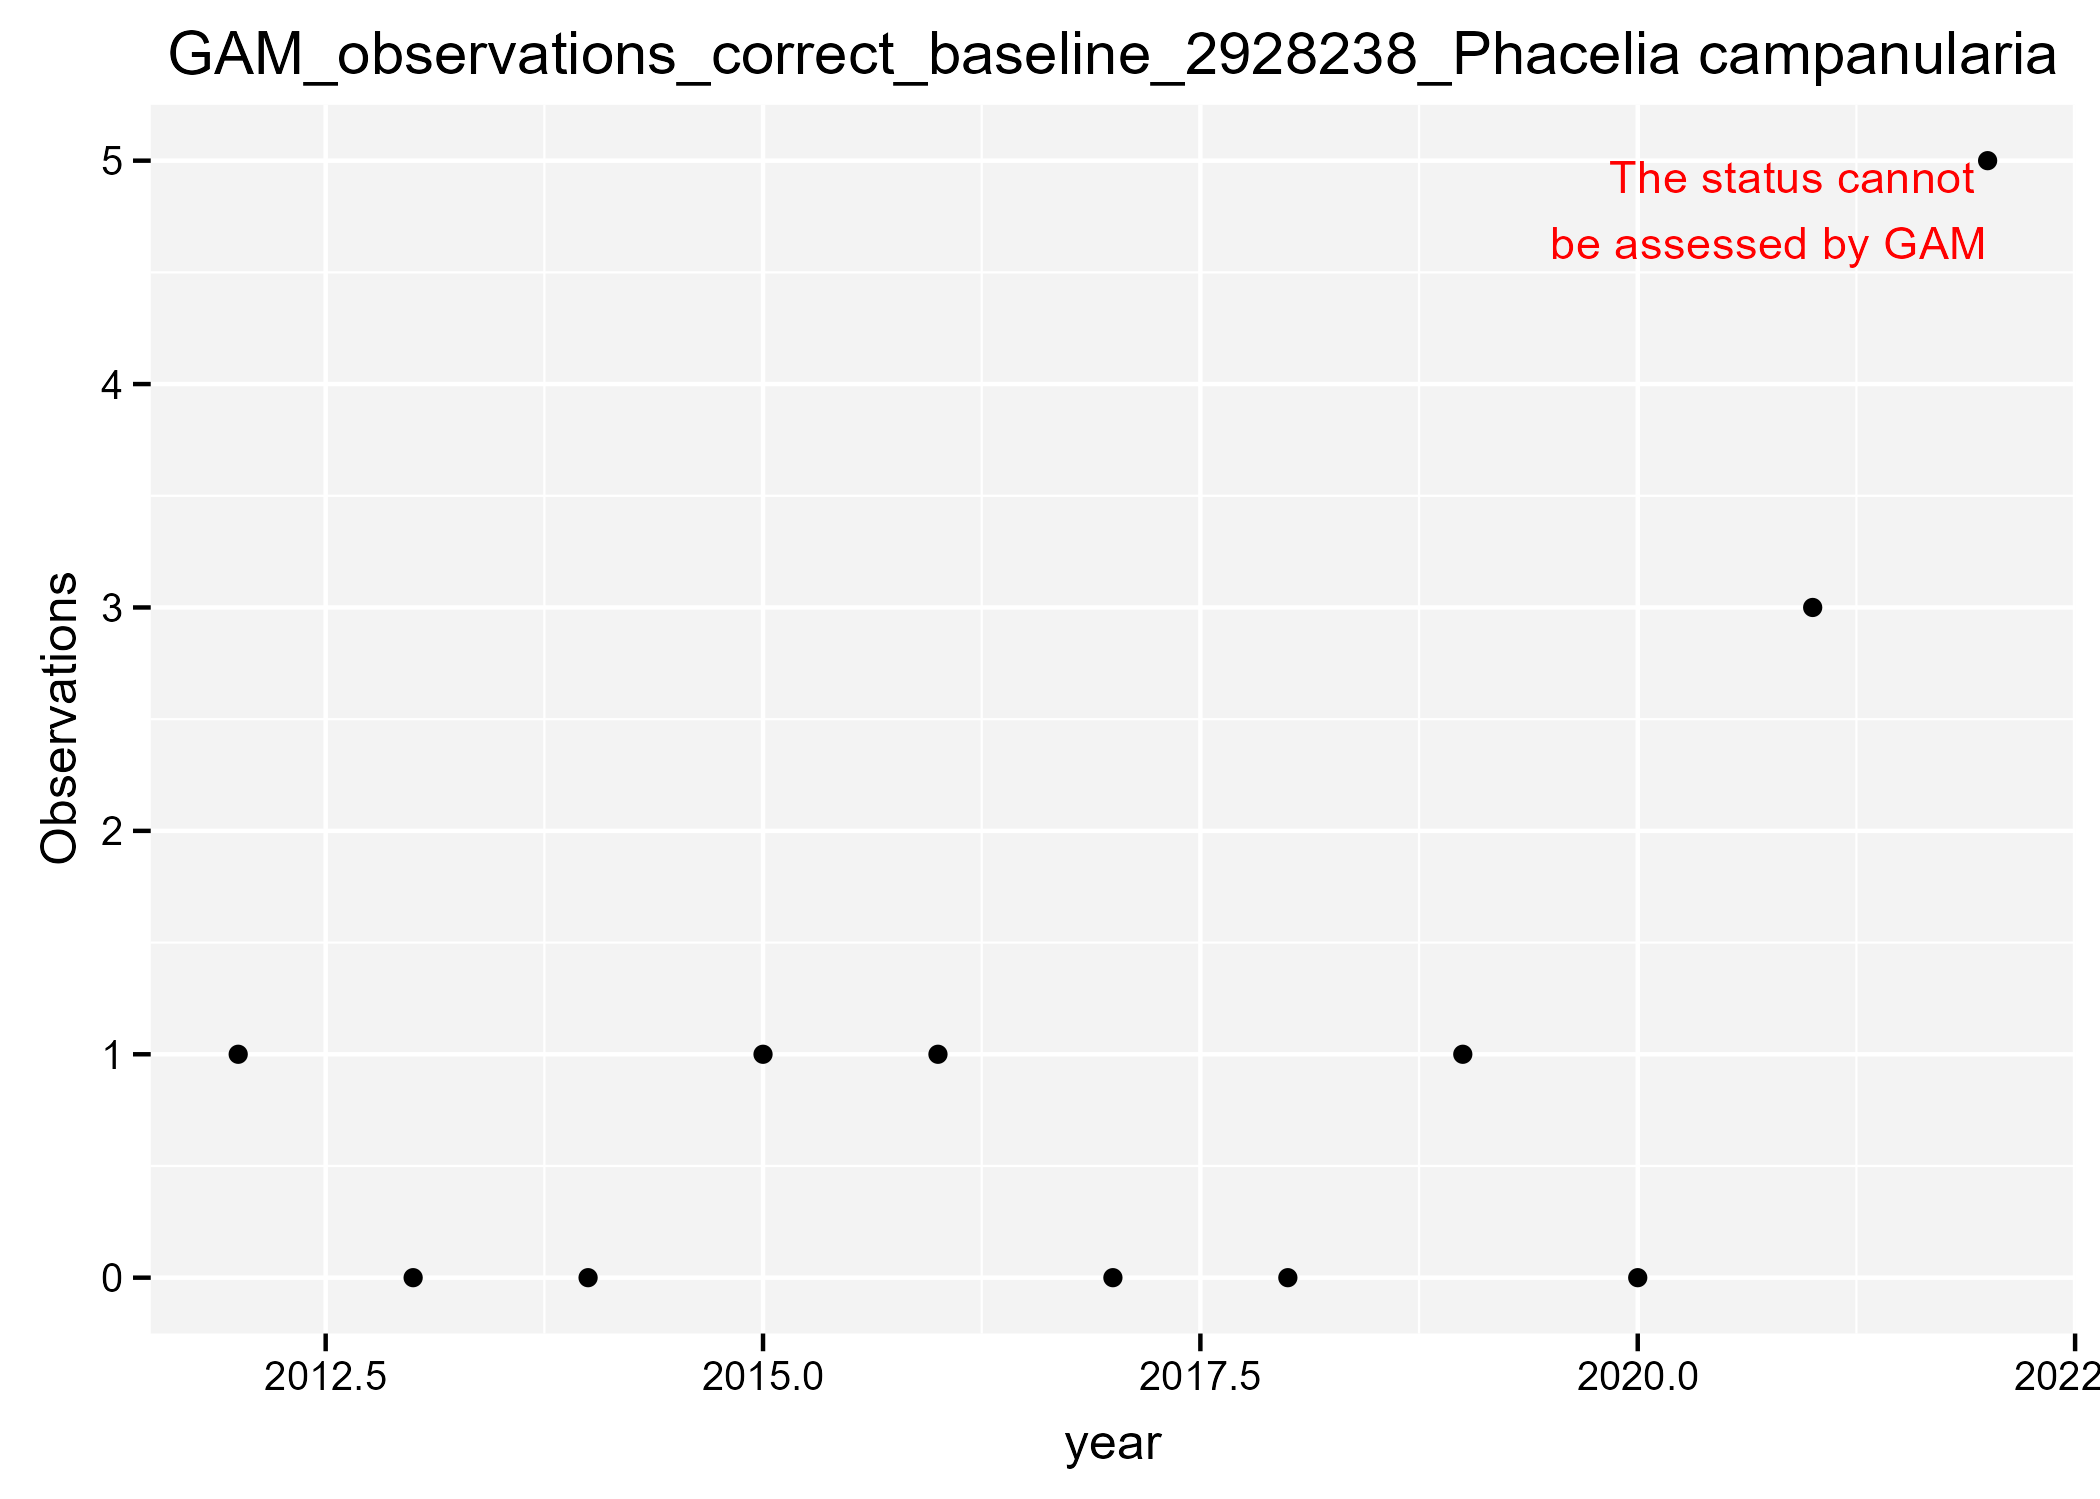 GAM_observations_correct_baseline_2928238_Phacelia campanularia
5
The status cannot
be assessed by GAM
4
3
Observations
2
1
0
2012.5
2015.0
2017.5
2020.0
2022
year